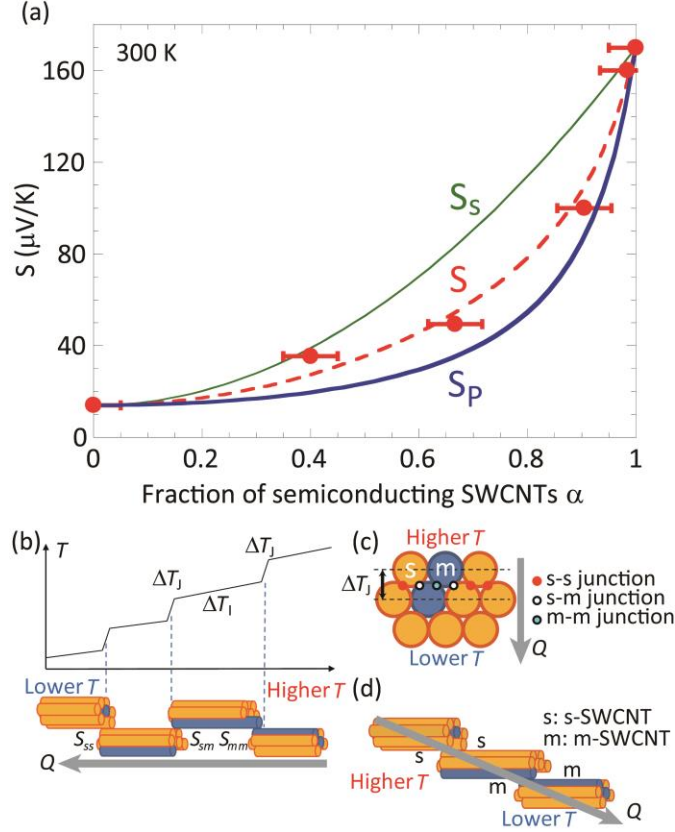 (a)
300 K
160
120
80
40
0
S (μV/K)
S_S
S
S_P
0 0.2 0.4 0.6 0.8 1
Fraction of semiconducting SWCNTs α
(b)
T
ΔT_J
ΔT_J
ΔT_I
ΔT_J
Lower T
Higher T
S_ss
S_sm
S_mm
Q
(c)
Higher T
s m
ΔT_J
Lower T
Q
s-s junction
s-m junction
m-m junction
(d)
s: s-SWCNT
m: m-SWCNT
s
s
m
m
Higher T
Lower T
Q